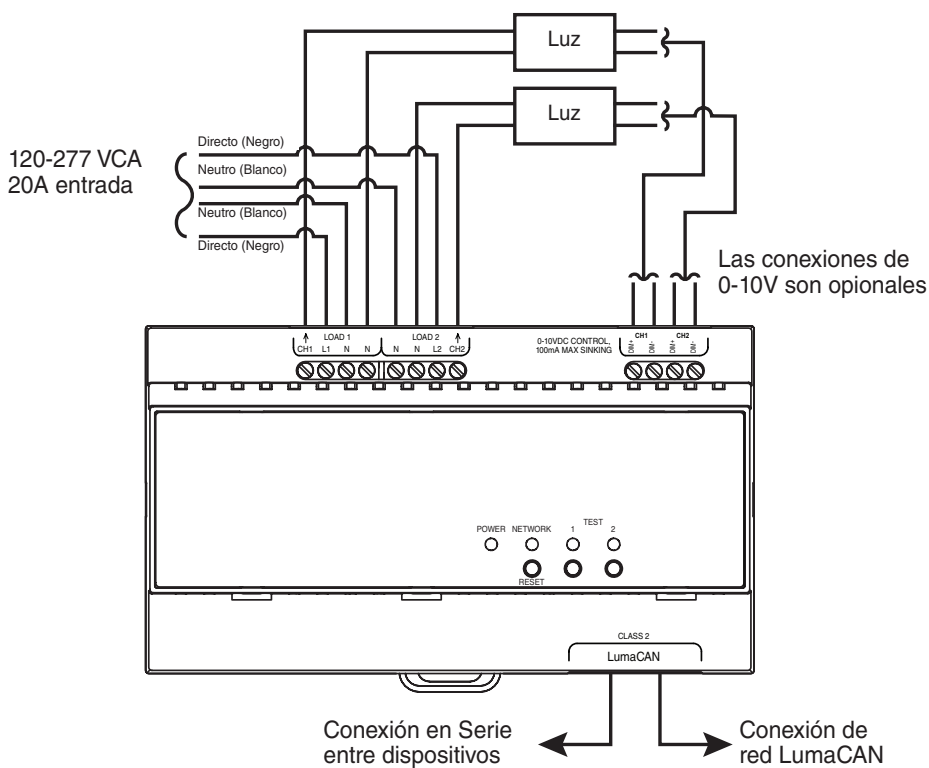 Luz
Luz
120-277 VCA
20A entrada
Directo (Negro)
Neutro (Blanco)
Neutro (Blanco)
Directo (Negro)
Las conexiones de
0-10V son opionales
LOAD 1
CH1 L1 N N
LOAD 2
N N L2 CH2
0-10VDC CONTROL,
100mA MAX SINKING
CH1 CH2
DIM+ DIM- DIM+ DIM-
POWER NETWORK 1 TEST 2
RESET
CLASS 2
LumaCAN
Conexión en Serie
entre dispositivos
Conexión de
red LumaCAN